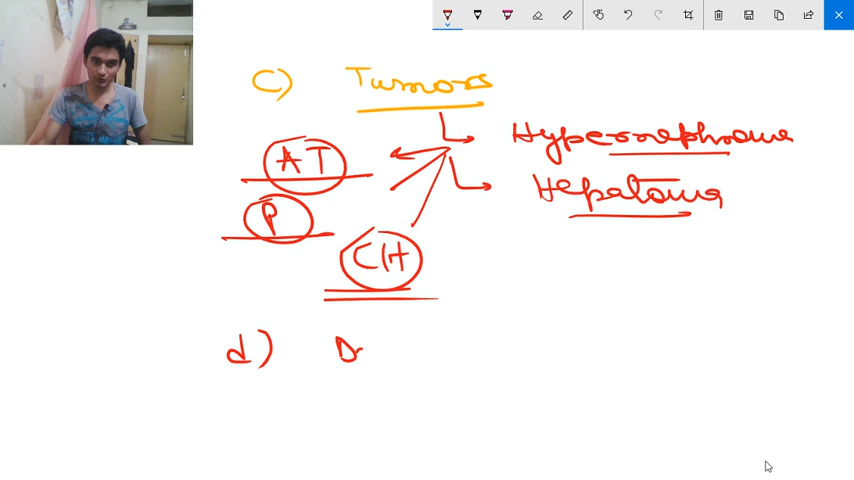 C) Tumors
Hypernephroma
AT
Hepatoma
P
CH
d) D